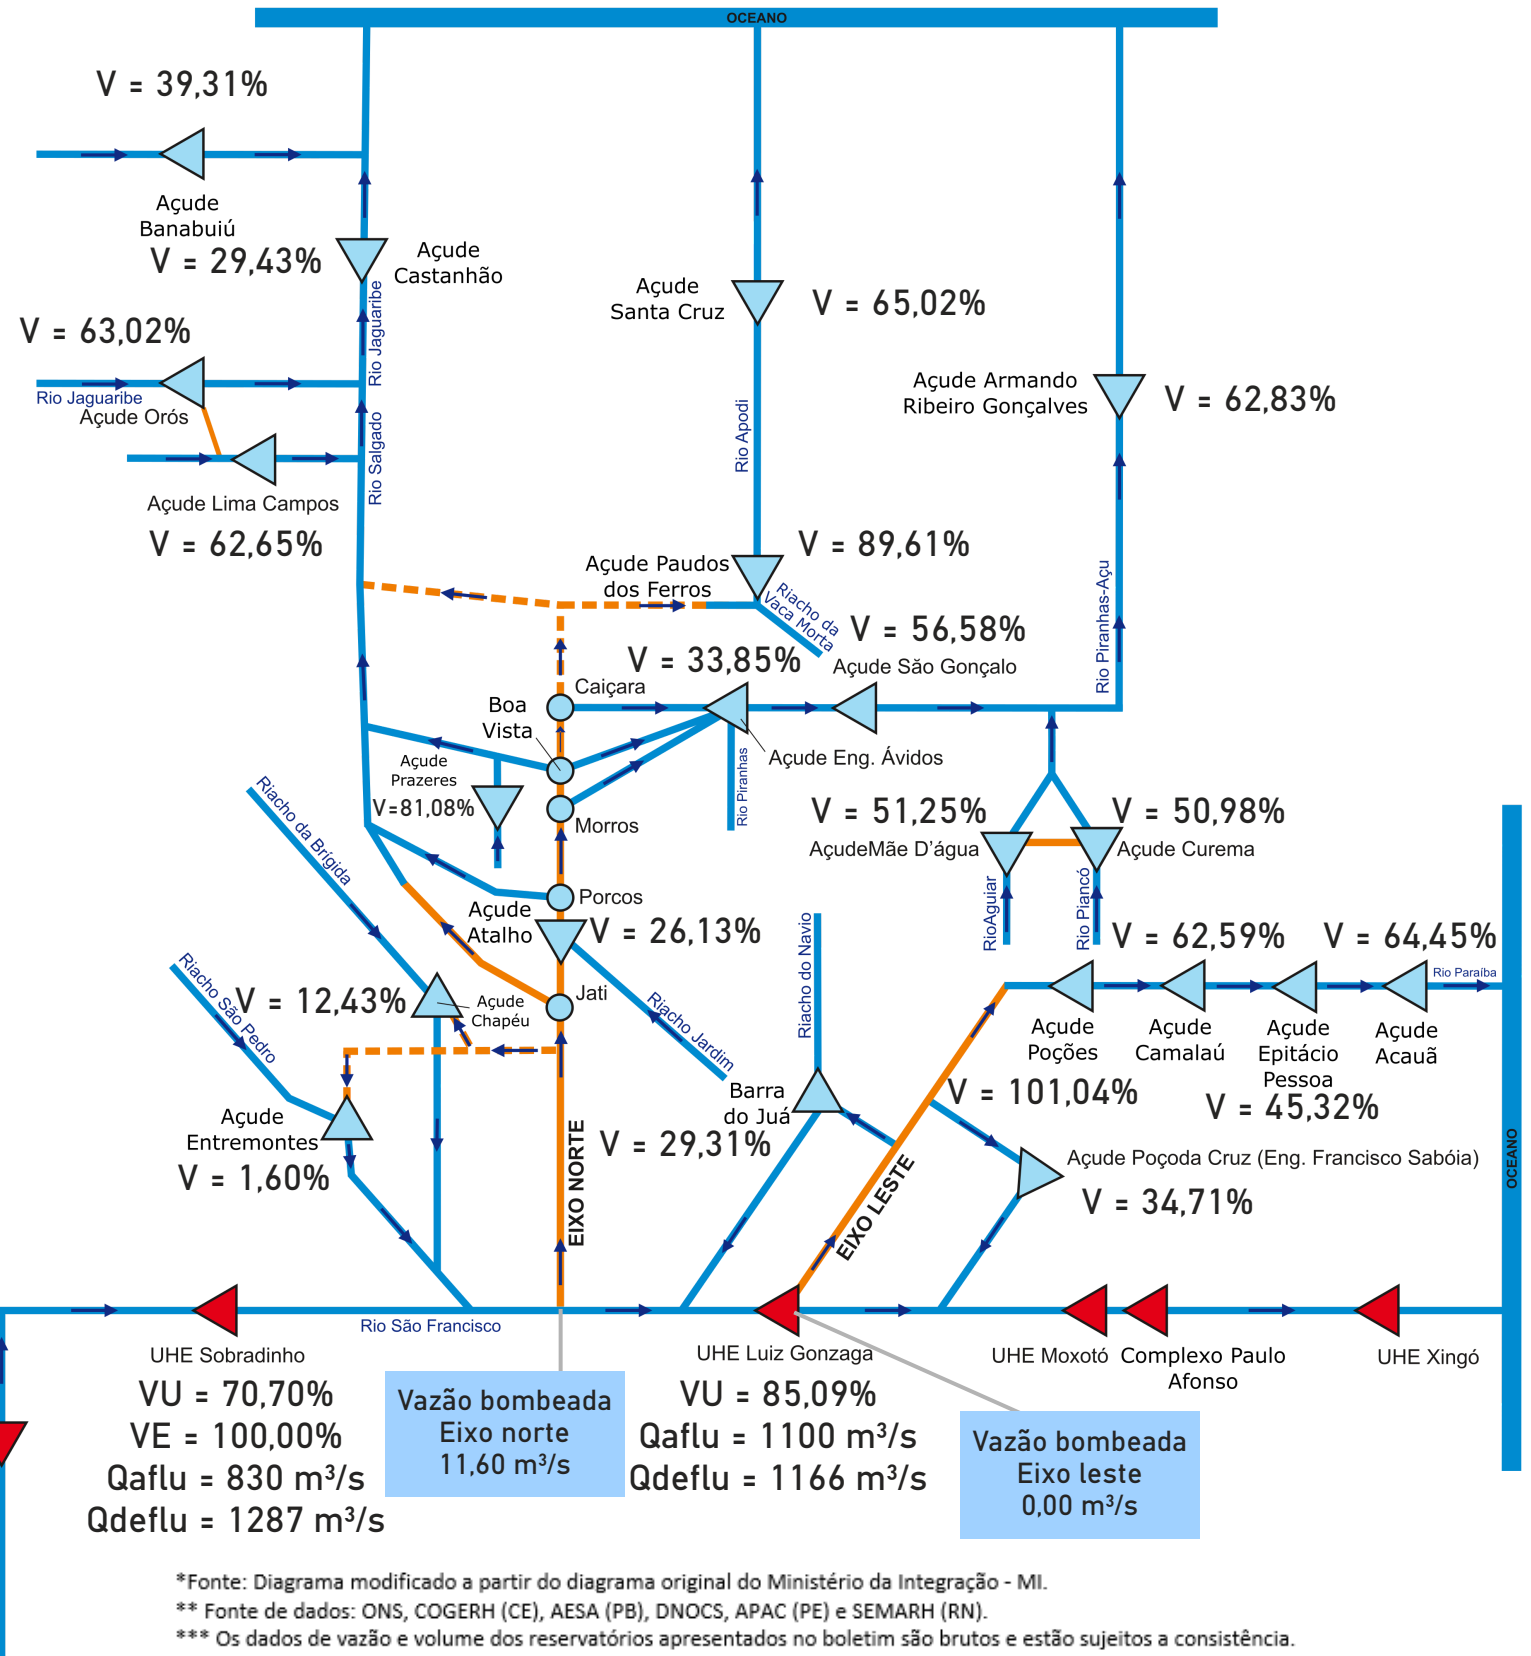 OCEANO
V = 39,31%
Açude
Banabuiú
V = 29,43%
Açude
Castanhão
Rio Jaguaribe
Açude
Santa Cruz
V = 65,02%
V = 63,02%
Rio Jaguaribe
Açude Orós
Rio Salgado
Açude Armando
Ribeiro Gonçalves
V = 62,83%
Rio Apodi
Açude Lima Campos
V = 62,65%
V = 89,61%
Açude Paudos
dos Ferros
Riacho da
Vaca Morta
Rio Piranhas-Açu
V = 56,58%
V = 33,85%
Açude São Gonçalo
Caiçara
Boa
Vista
Açude Eng. Ávidos
Rio Piranhas
Açude
Prazeres
V=81,08%
Riacho da Brígida
Morros
V = 51,25%
V = 50,98%
AçudeMãe D'água
Açude Curema
RioAguiar
Rio Piancó
Porcos
Açude
Atalho
V = 26,13%
Riacho do Navio
V = 62,59%
V = 64,45%
Rio Paraíba
Riacho São Pedro
V = 12,43%
Açude
Chapéu
Jati
Riacho Jardim
Açude
Poções
Açude
Camalaú
Açude
Epitácio
Pessoa
Açude
Acauã
V = 101,04%
V = 45,32%
Barra
do Juá
V = 29,31%
Açude
Entremontes
V = 1,60%
EIXO NORTE
EIXO LESTE
Açude Poçoda Cruz (Eng. Francisco Sabóia)
V = 34,71%
OCEANO
Rio São Francisco
UHE Sobradinho
VU = 70,70%
VE = 100,00%
Qaflu = 830 m³/s
Qdeflu = 1287 m³/s
Vazão bombeada
Eixo norte
11,60 m³/s
UHE Luiz Gonzaga
VU = 85,09%
Qaflu = 1100 m³/s
Qdeflu = 1166 m³/s
Vazão bombeada
Eixo leste
0,00 m³/s
UHE Moxotó
Complexo Paulo
Afonso
UHE Xingó
*Fonte: Diagrama modificado a partir do diagrama original do Ministério da Integração - MI.
** Fonte de dados: ONS, COGERH (CE), AESA (PB), DNOCS, APAC (PE) e SEMARH (RN).
*** Os dados de vazão e volume dos reservatórios apresentados no boletim são brutos e estão sujeitos a consistência.